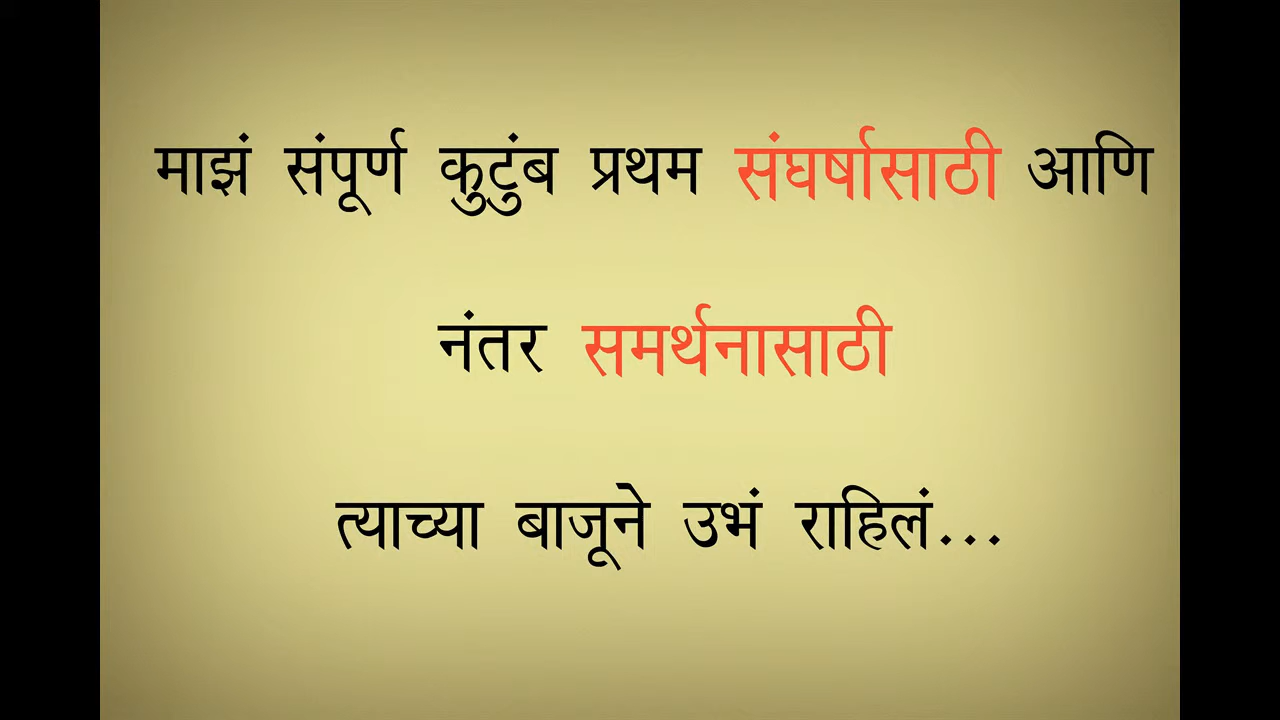 माझं संपूर्ण कुटुंब प्रथम संघर्षासाठी आणि
नंतर समर्थनासाठी
त्याच्या बाजूने उभं राहिलं...